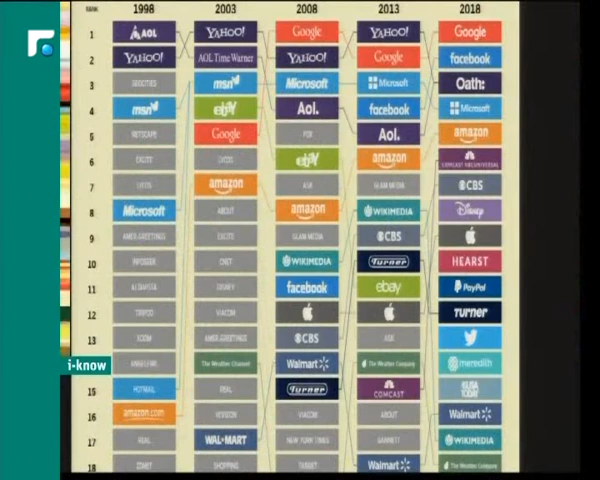 RANK 1998 2003 2008 2013 2018
1 AOL YAHOO! Google YAHOO! Google
2 YAHOO! AOL Time Warner YAHOO! Google facebook
3 GEOCITIES msn Microsoft Microsoft Oath:
4 msn ebay Aol. facebook Microsoft
5 NETSCAPE Google FOX Aol. amazon
6 EXCITE LYCOS ebay amazon COMCAST NBCUNIVERSAL
7 LYCOS amazon ASK GLAM MEDIA CBS
8 Microsoft ABOUT amazon WIKIMEDIA Disney
9 AMER.GREETINGS EXCITE GLAM MEDIA CBS
10 INFOSEEK CNET WIKIMEDIA Turner HEARST
11 ALTAVISTA DISNEY facebook ebay PayPal
12 TRIPOD VIACOM TURNER
13 XOOM AMER.GREETINGS CBS ASK
i-know ANGELFIRE The Weather Channel Walmart The Weather Company meredith
15 HOTMAIL REAL Turner COMCAST USA TODAY
16 amazon.com VERIZON VIACOM ABOUT Walmart
17 REAL WAL-MART NEW YORK TIMES GANNETT WIKIMEDIA
18 ZDNET SHOPPING TARGET Walmart The Weather Company